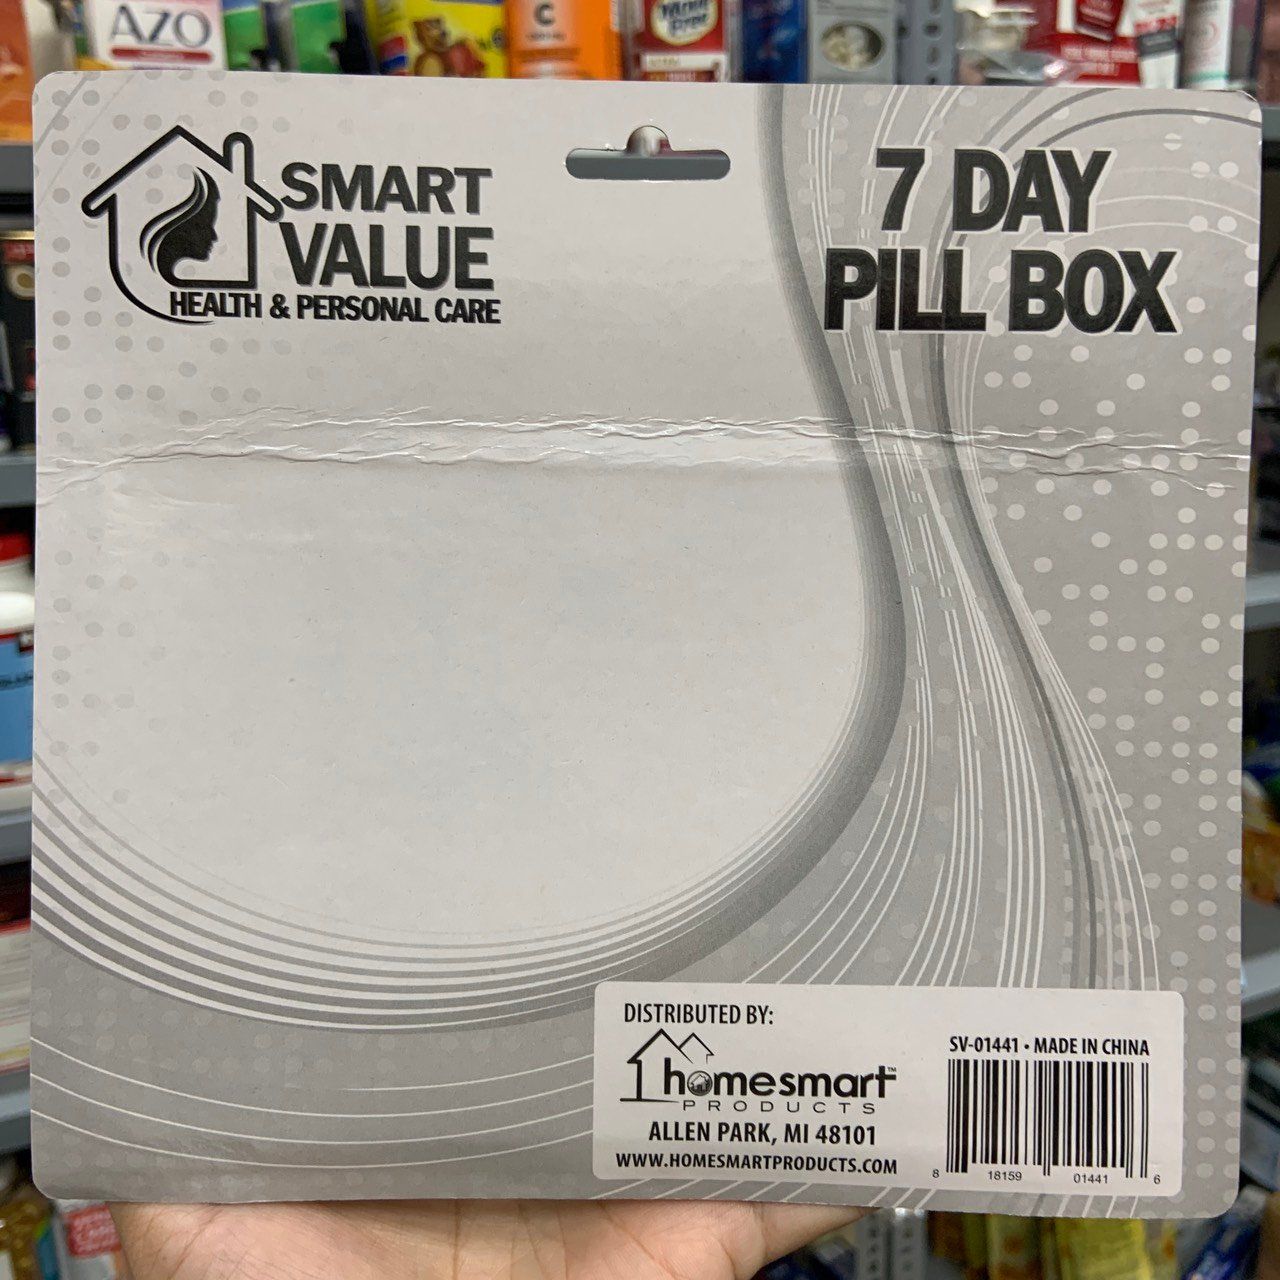 AZO
C
SMART
VALUE
HEALTH & PERSONAL CARE
7 DAY
PILL BOX
DISTRIBUTED BY:
homesmart™
PRODUCTS
ALLEN PARK, MI 48101
WWW.HOMESMARTPRODUCTS.COM
SV-01441 • MADE IN CHINA
8 18159 01441 6